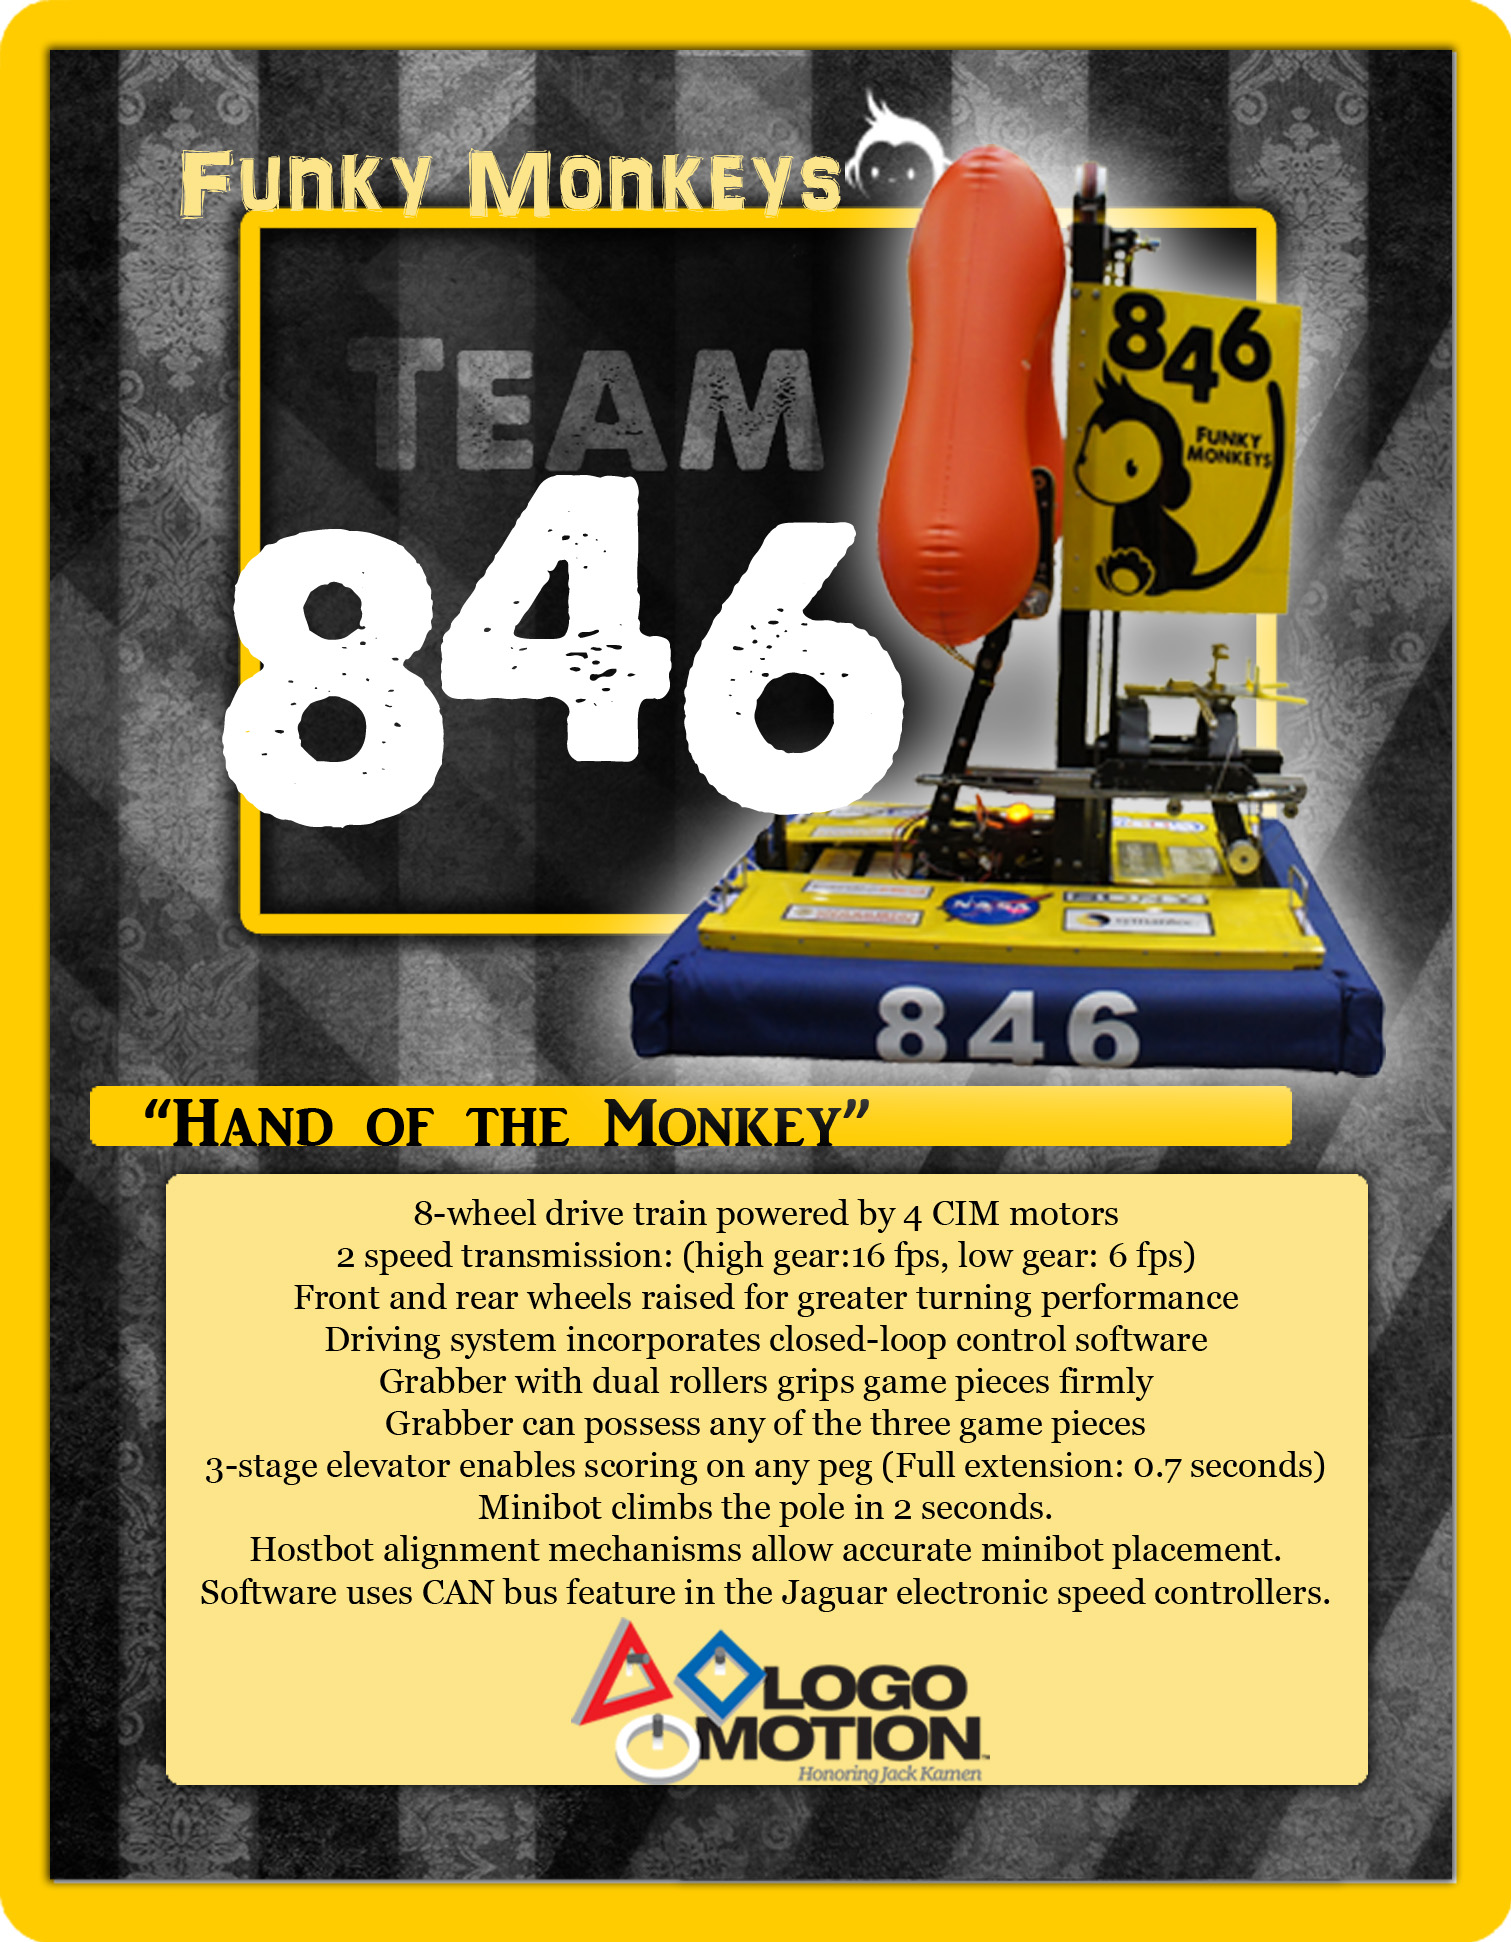 Funky Monkeys
Team
846
846
Funky
Monkeys
NASA
symantec
846
“Hand of the Monkey”
8-wheel drive train powered by 4 CIM motors
2 speed transmission: (high gear:16 fps, low gear: 6 fps)
Front and rear wheels raised for greater turning performance
Driving system incorporates closed-loop control software
Grabber with dual rollers grips game pieces firmly
Grabber can possess any of the three game pieces
3-stage elevator enables scoring on any peg (Full extension: 0.7 seconds)
Minibot climbs the pole in 2 seconds.
Hostbot alignment mechanisms allow accurate minibot placement.
Software uses CAN bus feature in the Jaguar electronic speed controllers.
LOGO
MOTION™
Honoring Jack Kamen